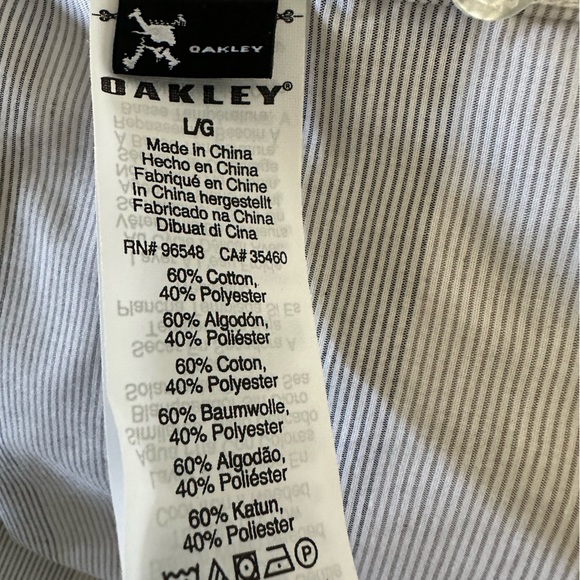 OAKLEY
OAKLEY®
L/G
Made in China
Hecho en China
Fabriqué en Chine
In China hergestellt
Fabricado na China
Dibuat di Cina
RN# 96548 CA# 35460
60% Cotton,
40% Polyester
60% Algodón,
40% Poliéster
60% Coton,
40% Polyester
60% Baumwolle,
40% Polyester
60% Algodão,
40% Poliéster
60% Katun,
40% Poliester
P